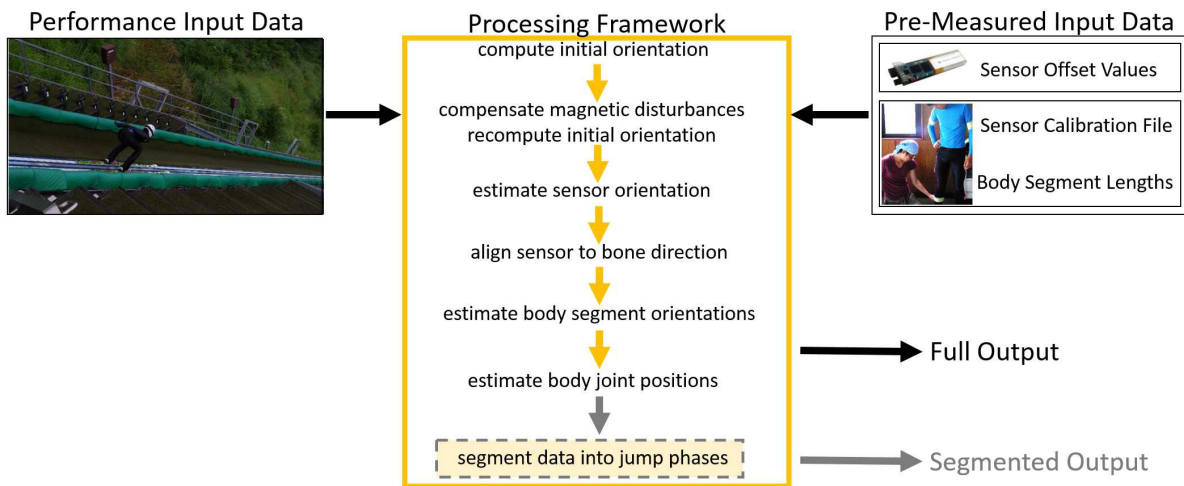 Performance Input Data
Processing Framework
Pre-Measured Input Data
compute initial orientation
compensate magnetic disturbances
recompute initial orientation
estimate sensor orientation
align sensor to bone direction
estimate body segment orientations
estimate body joint positions
segment data into jump phases
Sensor Offset Values
Sensor Calibration File
Body Segment Lengths
Full Output
Segmented Output